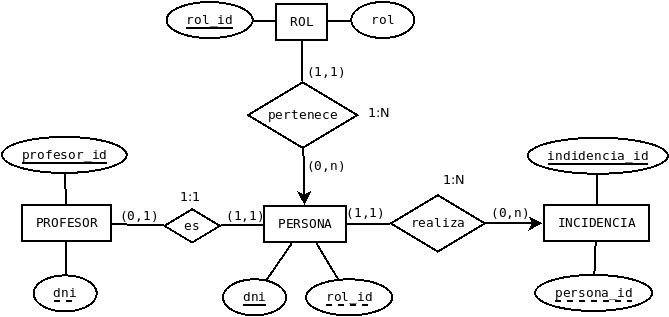 rol_id
ROL
rol
(1,1)
pertenece
1:N
(0,n)
profesor_id
indidencia_id
1:1
1:N
PROFESOR
(0,1)
es
(1,1)
PERSONA
(1,1)
realiza
(0,n)
INCIDENCIA
dni
dni
rol_id
persona_id